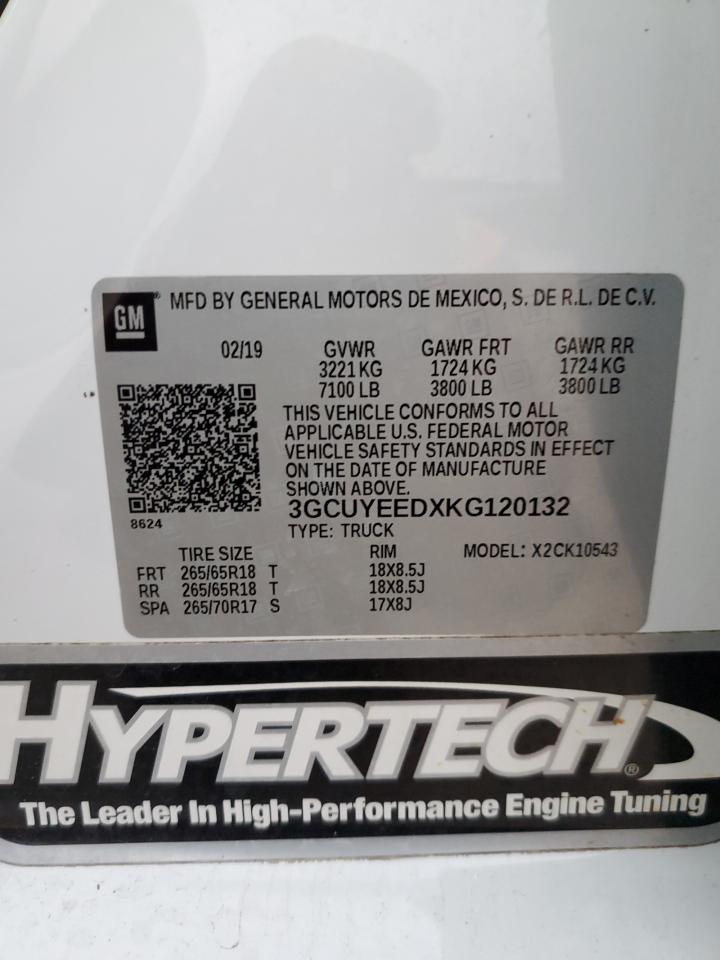 GM
MFD BY GENERAL MOTORS DE MEXICO, S. DE R.L. DE C.V.
02/19 GVWR GAWR FRT GAWR RR
3221 KG 1724 KG 1724 KG
7100 LB 3800 LB 3800 LB
THIS VEHICLE CONFORMS TO ALL
APPLICABLE U.S. FEDERAL MOTOR
VEHICLE SAFETY STANDARDS IN EFFECT
ON THE DATE OF MANUFACTURE
SHOWN ABOVE.
3GCUYEEDXKG120132
8624
TYPE: TRUCK
TIRE SIZE RIM MODEL: X2CK10543
FRT 265/65R18 T 18X8.5J
RR 265/65R18 T 18X8.5J
SPA 265/70R17 S 17X8J
HYPERTECH®
The Leader In High-Performance Engine Tuning